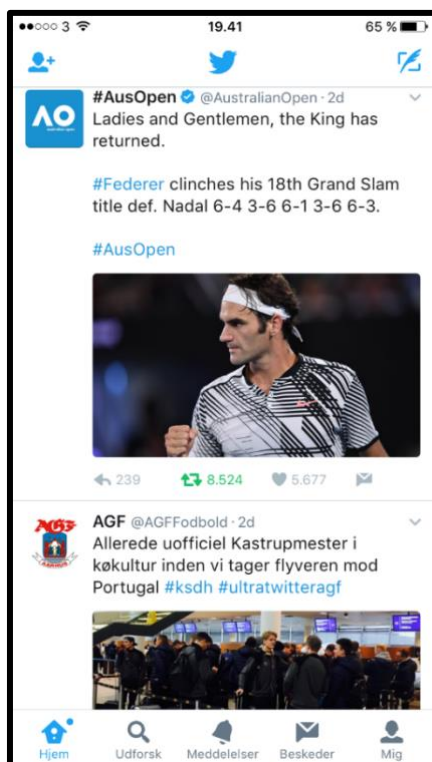 3 19.41 65 %
#AusOpen @AustralianOpen · 2d
AO
Ladies and Gentlemen, the King has
returned.
#Federer clinches his 18th Grand Slam
title def. Nadal 6-4 3-6 6-1 3-6 6-3.
#AusOpen
239 8.524 5.677
AGF @AGFFodbold · 2d
AGF
Allerede uofficiel Kastrupmester i
køkultur inden vi tager flyveren mod
Portugal #ksdh #ultratwitteragf
Hjem Udforsk Meddelelser Beskeder Mig